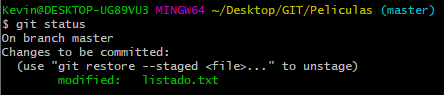 Kevin@DESKTOP-UG89VU3 MINGW64 ~/Desktop/GIT/Peliculas (master)
$ git status
On branch master
Changes to be committed:
  (use "git restore --staged <file>..." to unstage)
        modified:   listado.txt